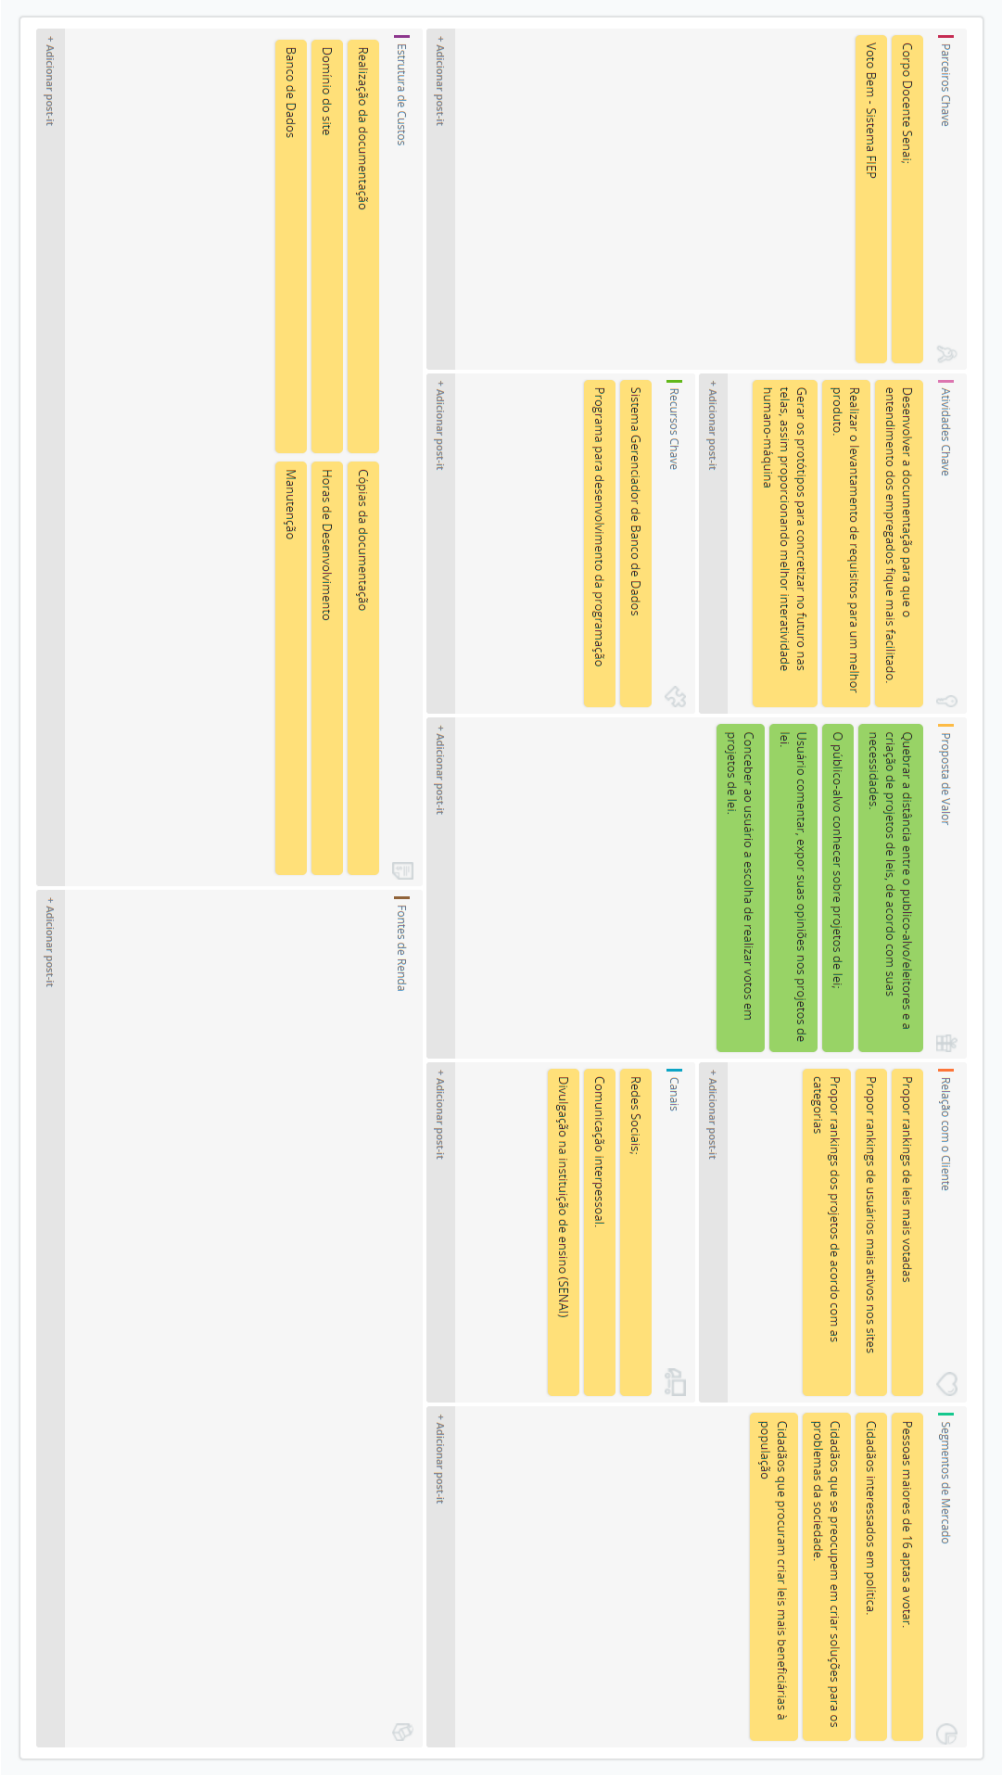 Parceiros Chave
Corpo Docente Senai;
Voto Bem - Sistema FIEP
+ Adicionar post-it
Atividades Chave
Desenvolver a documentação para que o
entendimento dos empregados fique mais facilitado.
Realizar o levantamento de requisitos para um melhor
produto.
Gerar os protótipos para concretizar no futuro nas
telas, assim proporcionando melhor interatividade
humano-máquina
+ Adicionar post-it
Recursos Chave
Sistema Gerenciador de Banco de Dados
Programa para desenvolvimento da programação
+ Adicionar post-it
Proposta de Valor
Quebrar a distância entre o publico-alvo/eleitores e a
criação de projetos de leis, de acordo com suas
necessidades.
O público-alvo conhecer sobre projetos de lei;
Usuário comentar, expor suas opiniões nos projetos de
lei.
Conceber ao usuário a escolha de realizar votos em
projetos de lei.
+ Adicionar post-it
Relação com o Cliente
Propor rankings de leis mais votadas
Propor rankings de usuários mais ativos nos sites
Propor rankings dos projetos de acordo com as
categorias
+ Adicionar post-it
Canais
Redes Sociais;
Comunicação interpessoal.
Divulgação na instituição de ensino (SENAI)
+ Adicionar post-it
Segmentos de Mercado
Pessoas maiores de 16 aptas a votar.
Cidadãos interessados em política.
Cidadãos que se preocupem em criar soluções para os
problemas da sociedade.
Cidadãos que procuram criar leis mais beneficiárias à
população
+ Adicionar post-it
Estrutura de Custos
Realização da documentação
Cópias da documentação
Dominio do site
Horas de Desenvolvimento
Banco de Dados
Manutenção
+ Adicionar post-it
Fontes de Renda
+ Adicionar post-it